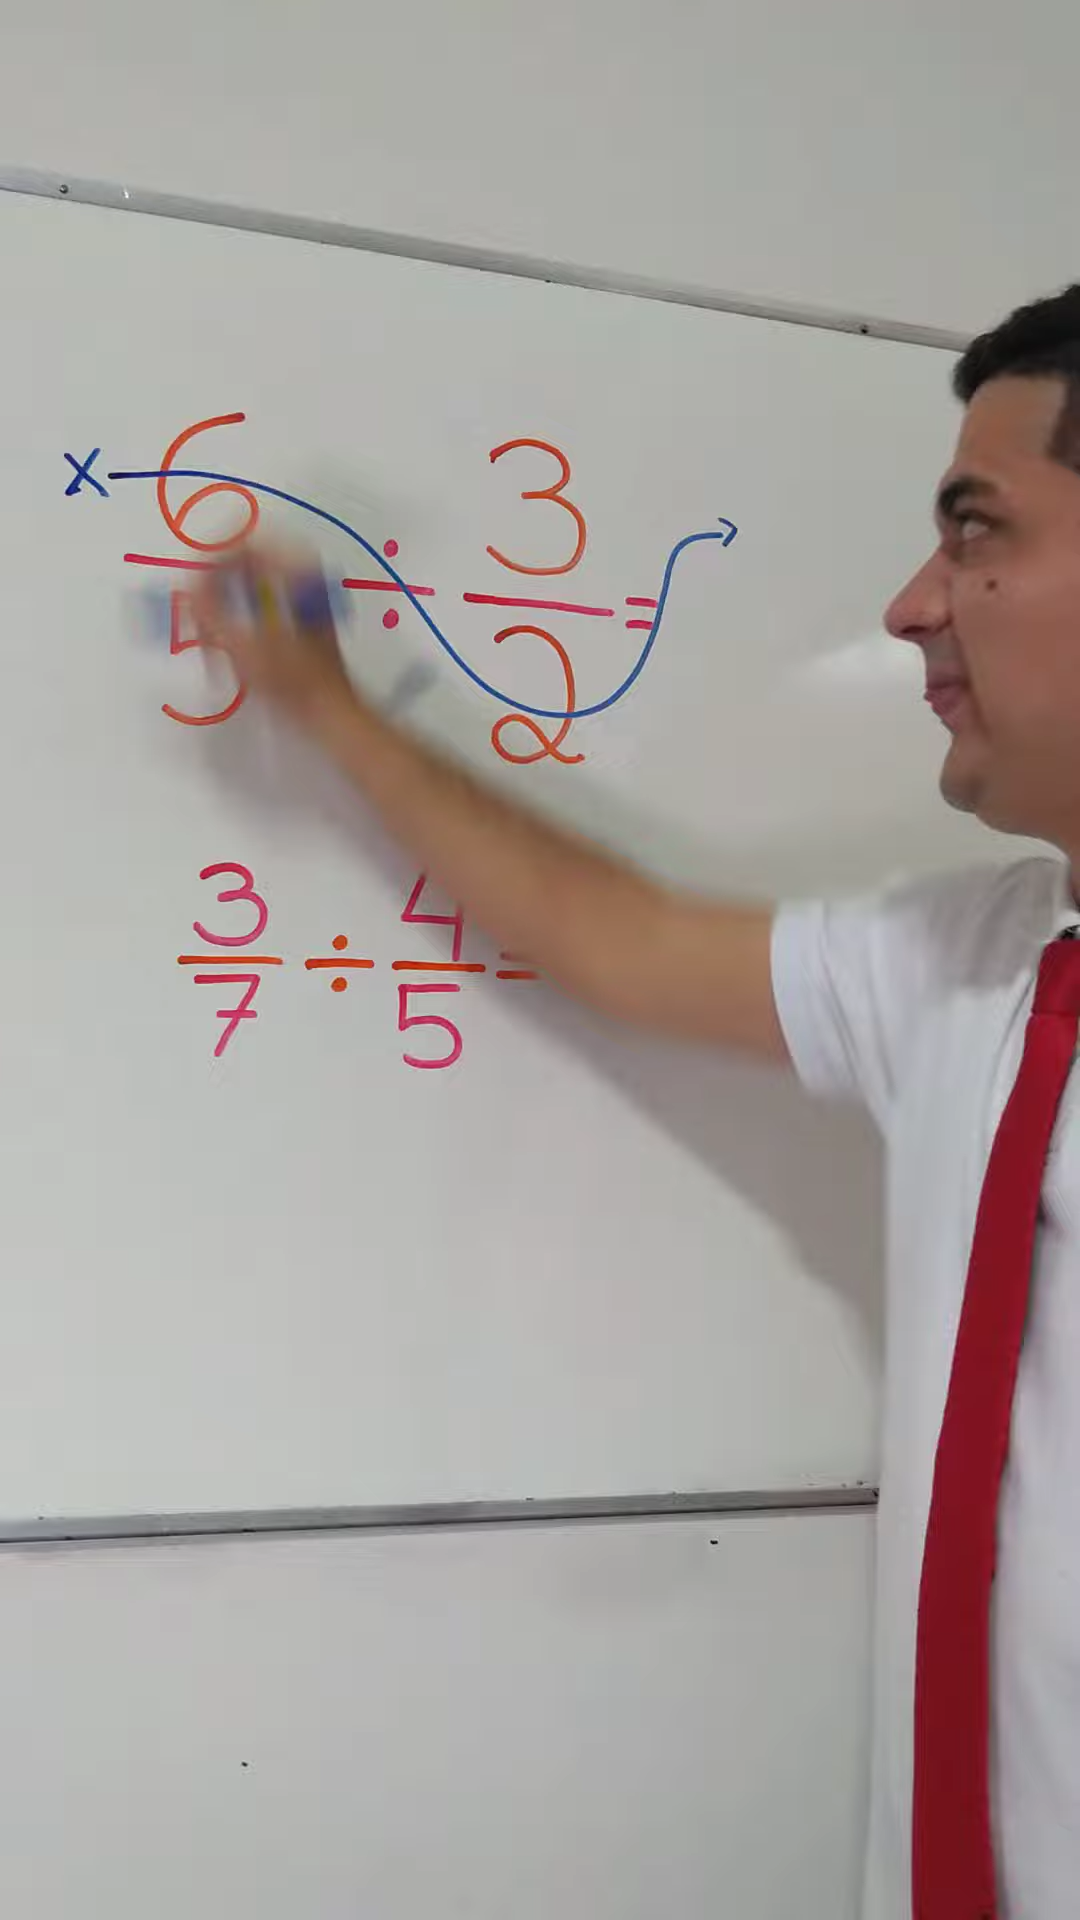 x 6/5 ÷ 3/2 =
3/7 ÷ 4/5 =